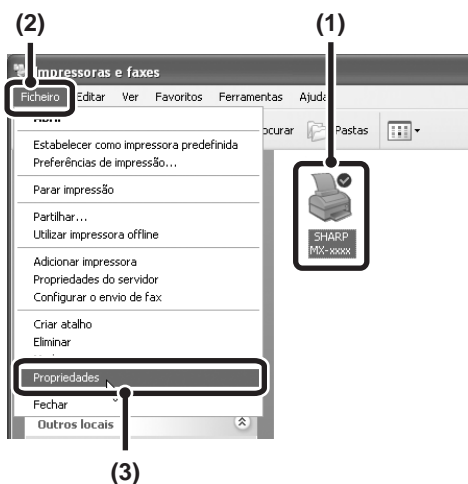 (2)
(1)
Impressoras e faxes
Ficheiro Editar Ver Favoritos Ferramentas Ajuda
Pastas
Estabelecer como impressora predefinida
Preferências de impressão...
Parar impressão
Partilhar...
Utilizar impressora offline
SHARP
MX-xxxx
Adicionar impressora
Propriedades do servidor
Configurar o envio de fax
Criar atalho
Eliminar
Propriedades
Fechar
Outros locais
(3)